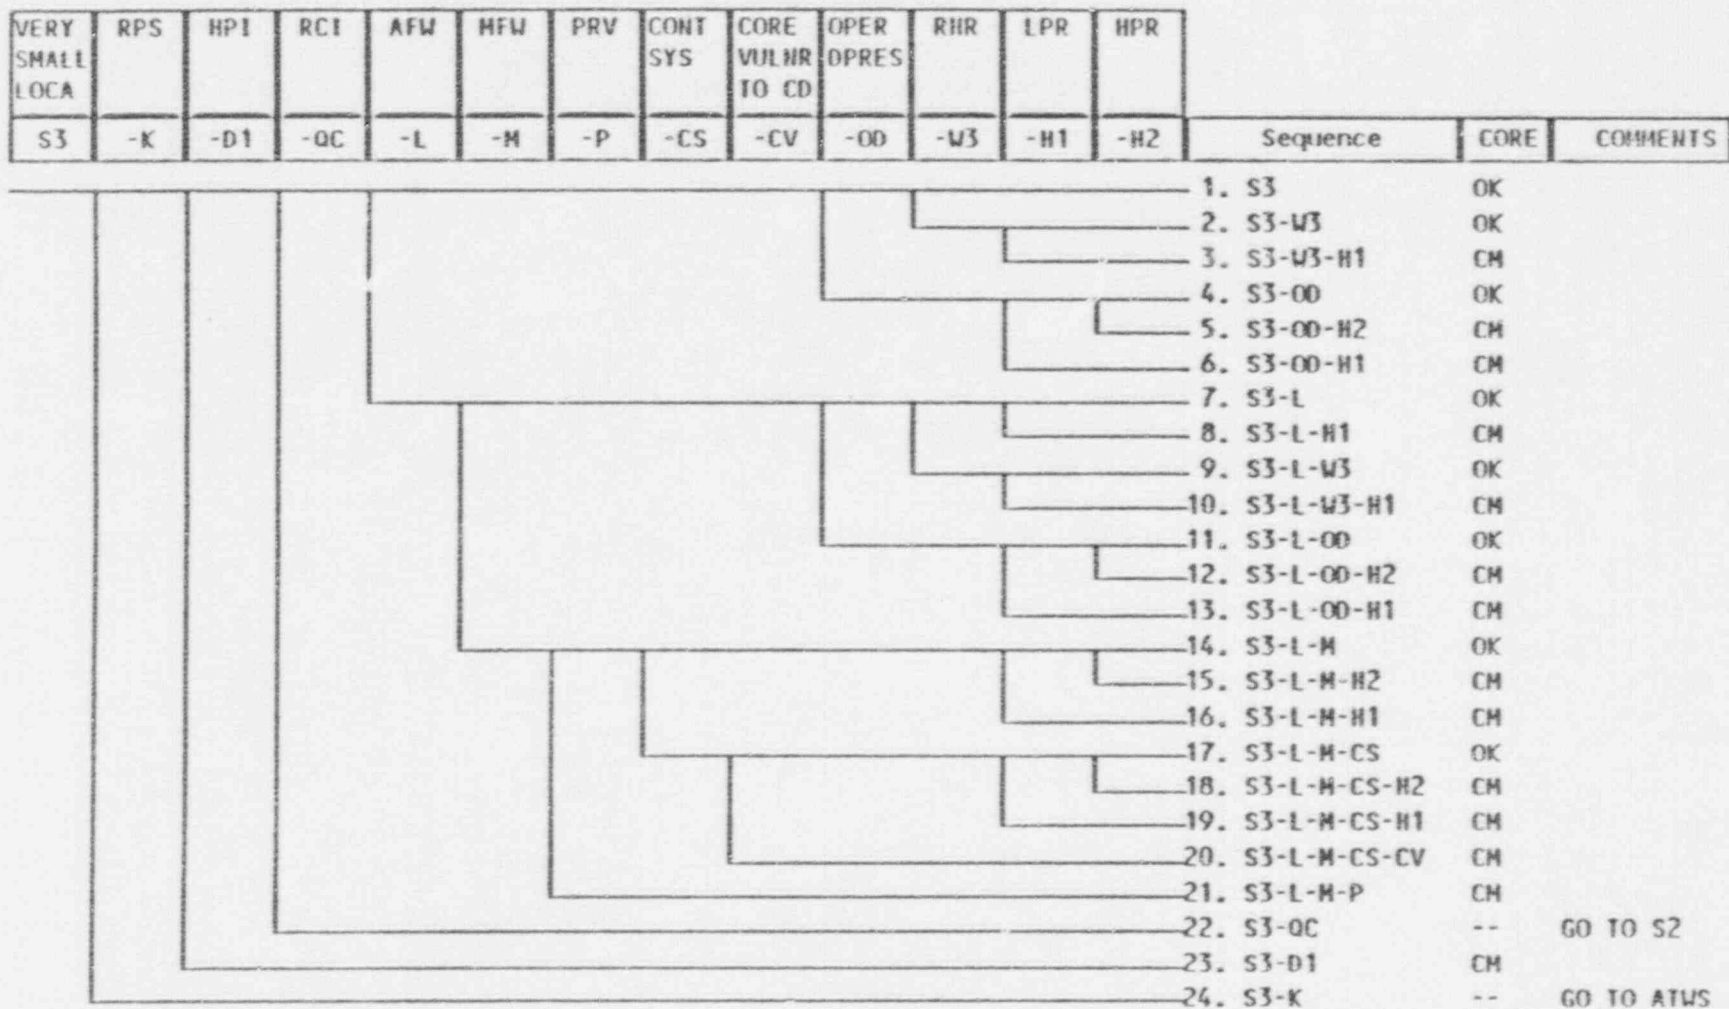 VERY RPS HPI RCI AFW MFW PRV CONT CORE OPER RHR LPR HPR
SMALL SYS VULNR DPRES
LOCA TO CD
S3 -K -D1 -QC -L -M -P -CS -CV -OD -W3 -H1 -H2 Sequence CORE COMMENTS
1. S3 OK
2. S3-W3 OK
3. S3-W3-H1 CM
4. S3-OD OK
5. S3-OD-H2 CM
6. S3-OD-H1 CM
7. S3-L OK
8. S3-L-H1 CM
9. S3-L-W3 OK
10. S3-L-W3-H1 CM
11. S3-L-OD OK
12. S3-L-OD-H2 CM
13. S3-L-OD-H1 CM
14. S3-L-M OK
15. S3-L-M-H2 CM
16. S3-L-M-H1 CM
17. S3-L-M-CS OK
18. S3-L-M-CS-H2 CM
19. S3-L-M-CS-H1 CM
20. S3-L-M-CS-CV CM
21. S3-L-M-P CM
22. S3-QC -- GO TO S2
23. S3-D1 CM
24. S3-K -- GO TO ATWS